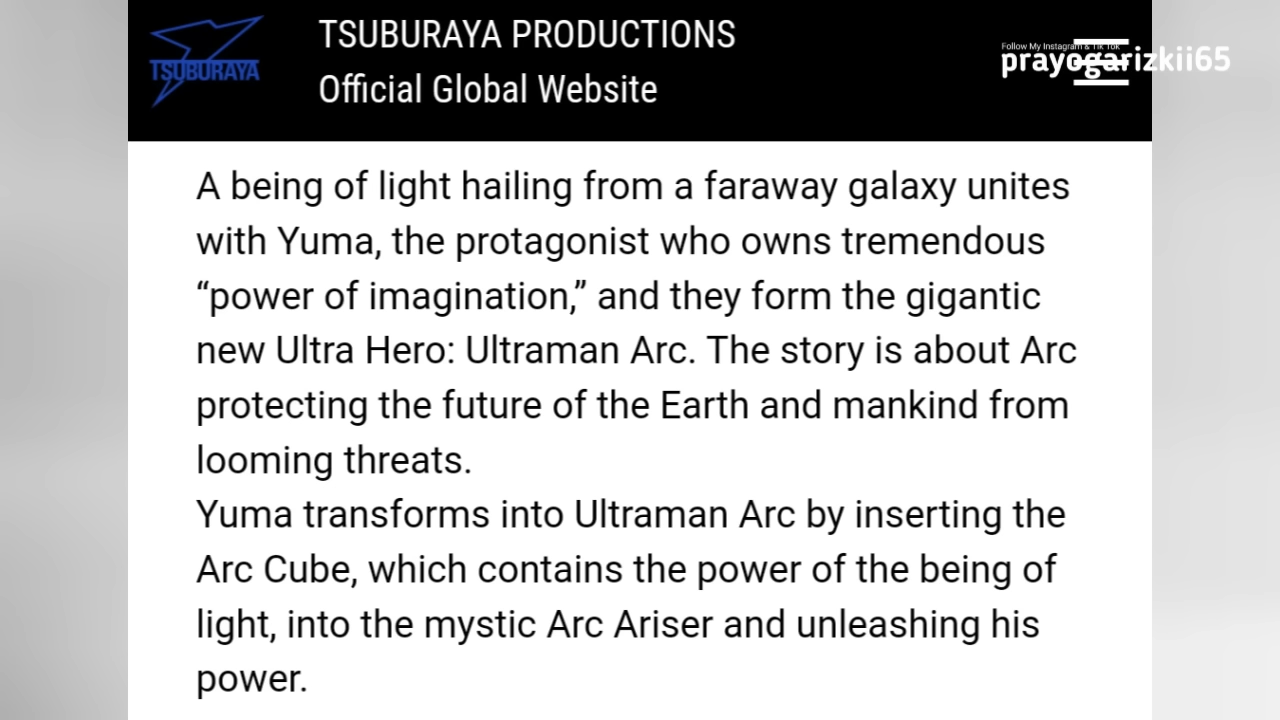 TSUBURAYA
TSUBURAYA PRODUCTIONS
Official Global Website
Follow My Instagram & Tik Tok
prayogarizkii65
A being of light hailing from a faraway galaxy unites
with Yuma, the protagonist who owns tremendous
“power of imagination,” and they form the gigantic
new Ultra Hero: Ultraman Arc. The story is about Arc
protecting the future of the Earth and mankind from
looming threats.
Yuma transforms into Ultraman Arc by inserting the
Arc Cube, which contains the power of the being of
light, into the mystic Arc Ariser and unleashing his
power.